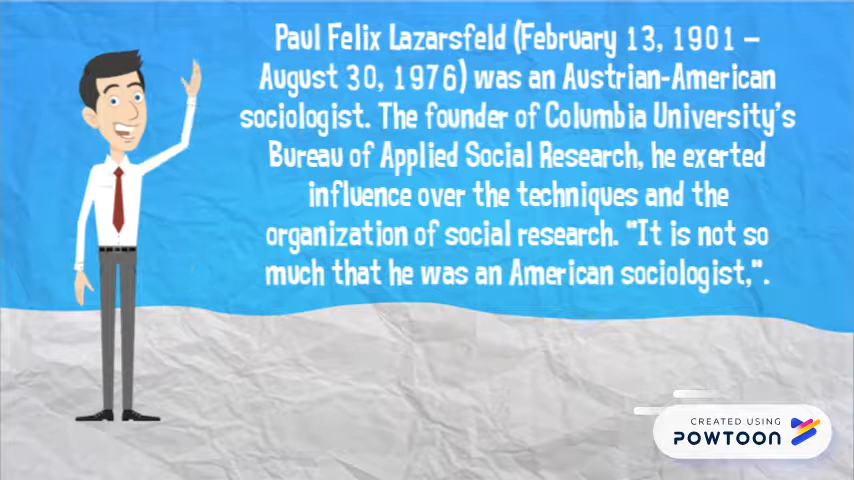 Paul Felix Lazarsfeld (February 13, 1901 –
August 30, 1976) was an Austrian-American
sociologist. The founder of Columbia University's
Bureau of Applied Social Research, he exerted
influence over the techniques and the
organization of social research. "It is not so
much that he was an American sociologist,".
CREATED USING
POWTOON